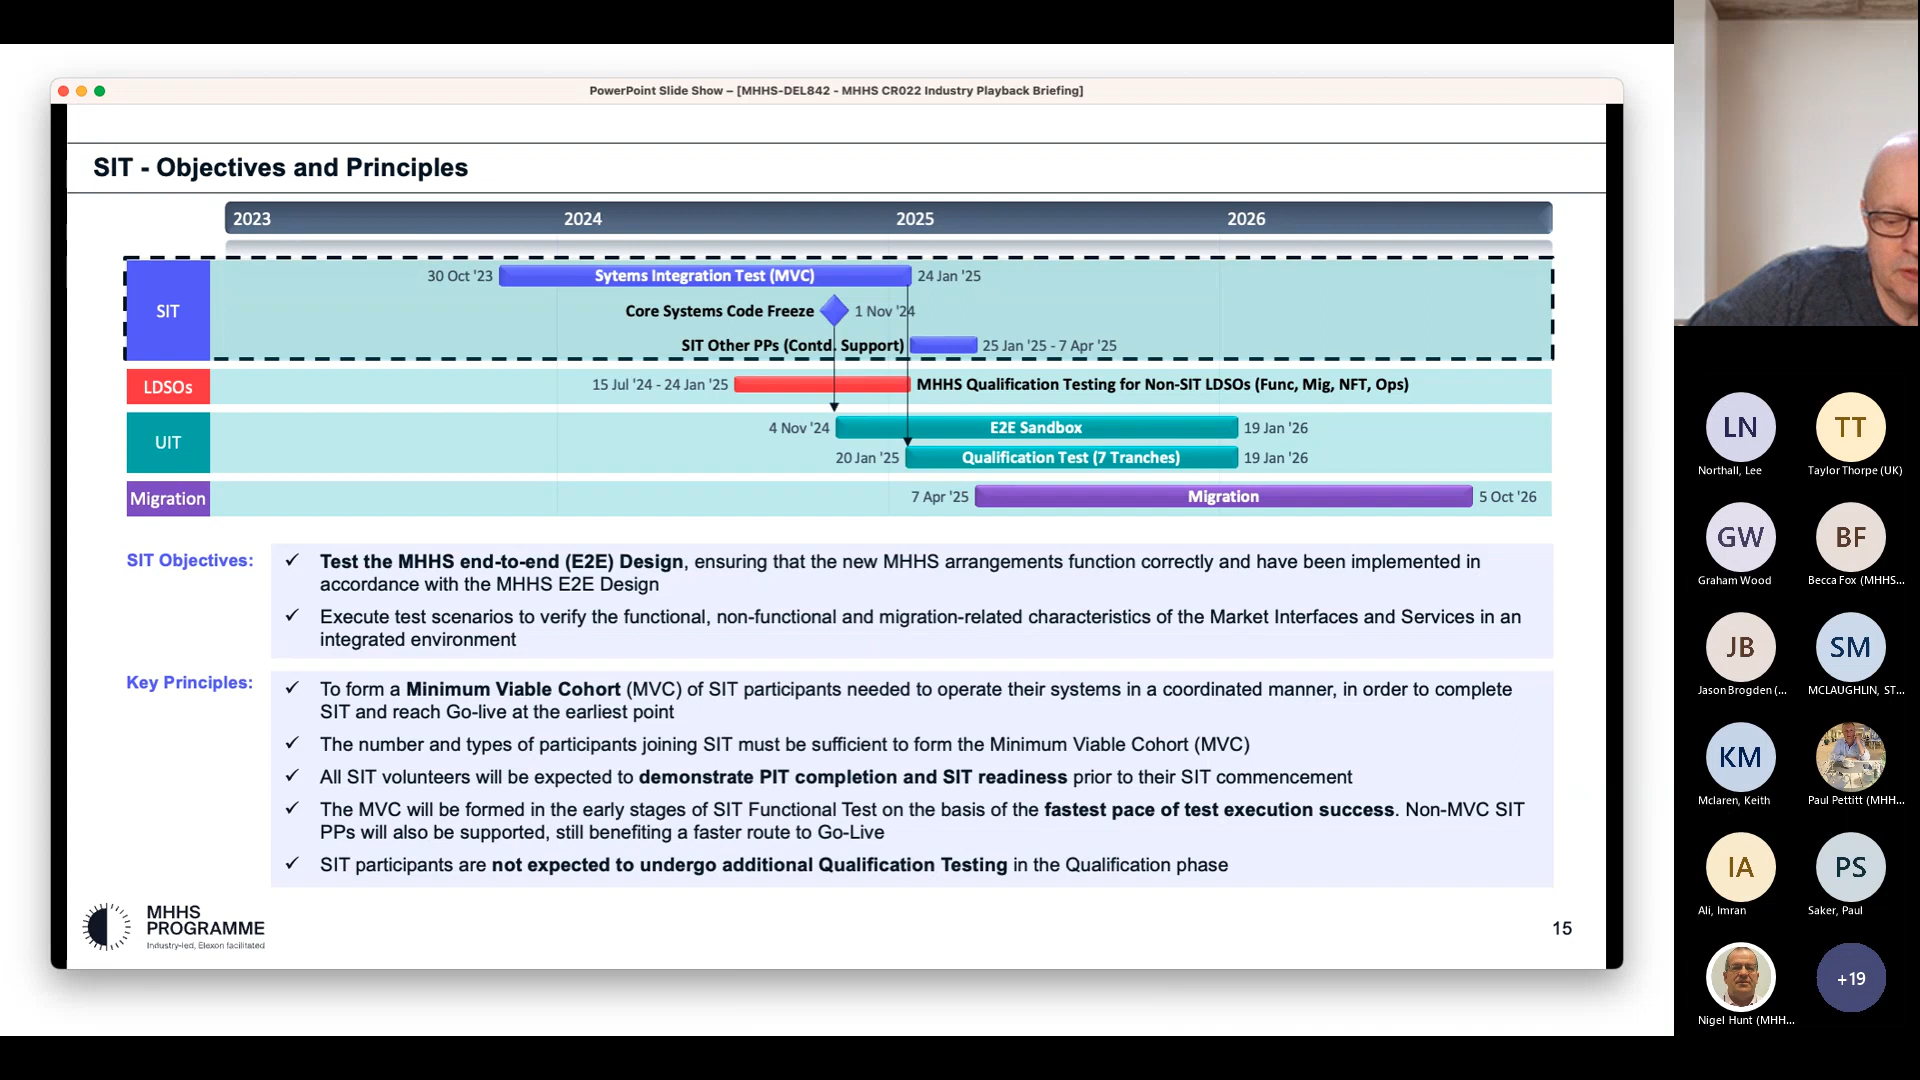 PowerPoint Slide Show – [MHHS-DEL842 - MHHS CR022 Industry Playback Briefing]
SIT - Objectives and Principles
2023 2024 2025 2026
SIT
30 Oct '23 Sytems Integration Test (MVC) 24 Jan '25
Core Systems Code Freeze 1 Nov '24
SIT Other PPs (Contd. Support) 25 Jan '25 - 7 Apr '25
LDSOs 15 Jul '24 - 24 Jan '25 MHHS Qualification Testing for Non-SIT LDSOs (Func, Mig, NFT, Ops)
UIT
4 Nov '24 E2E Sandbox 19 Jan '26
20 Jan '25 Qualification Test (7 Tranches) 19 Jan '26
Migration 7 Apr '25 Migration 5 Oct '26
SIT Objectives:
✓ Test the MHHS end-to-end (E2E) Design, ensuring that the new MHHS arrangements function correctly and have been implemented in
accordance with the MHHS E2E Design
✓ Execute test scenarios to verify the functional, non-functional and migration-related characteristics of the Market Interfaces and Services in an
integrated environment
Key Principles:
✓ To form a Minimum Viable Cohort (MVC) of SIT participants needed to operate their systems in a coordinated manner, in order to complete
SIT and reach Go-live at the earliest point
✓ The number and types of participants joining SIT must be sufficient to form the Minimum Viable Cohort (MVC)
✓ All SIT volunteers will be expected to demonstrate PIT completion and SIT readiness prior to their SIT commencement
✓ The MVC will be formed in the early stages of SIT Functional Test on the basis of the fastest pace of test execution success. Non-MVC SIT
PPs will also be supported, still benefiting a faster route to Go-Live
✓ SIT participants are not expected to undergo additional Qualification Testing in the Qualification phase
MHHS
PROGRAMME
Industry-led, Elexon facilitated
15
LN TT
Northall, Lee Taylor Thorpe (UK)
GW BF
Graham Wood Becca Fox (MHHS...
JB SM
Jason Brogden (... MCLAUGHLIN, ST...
KM
Mclaren, Keith Paul Pettitt (MHH...
IA PS
Ali, Imran Saker, Paul
+19
Nigel Hunt (MHH...